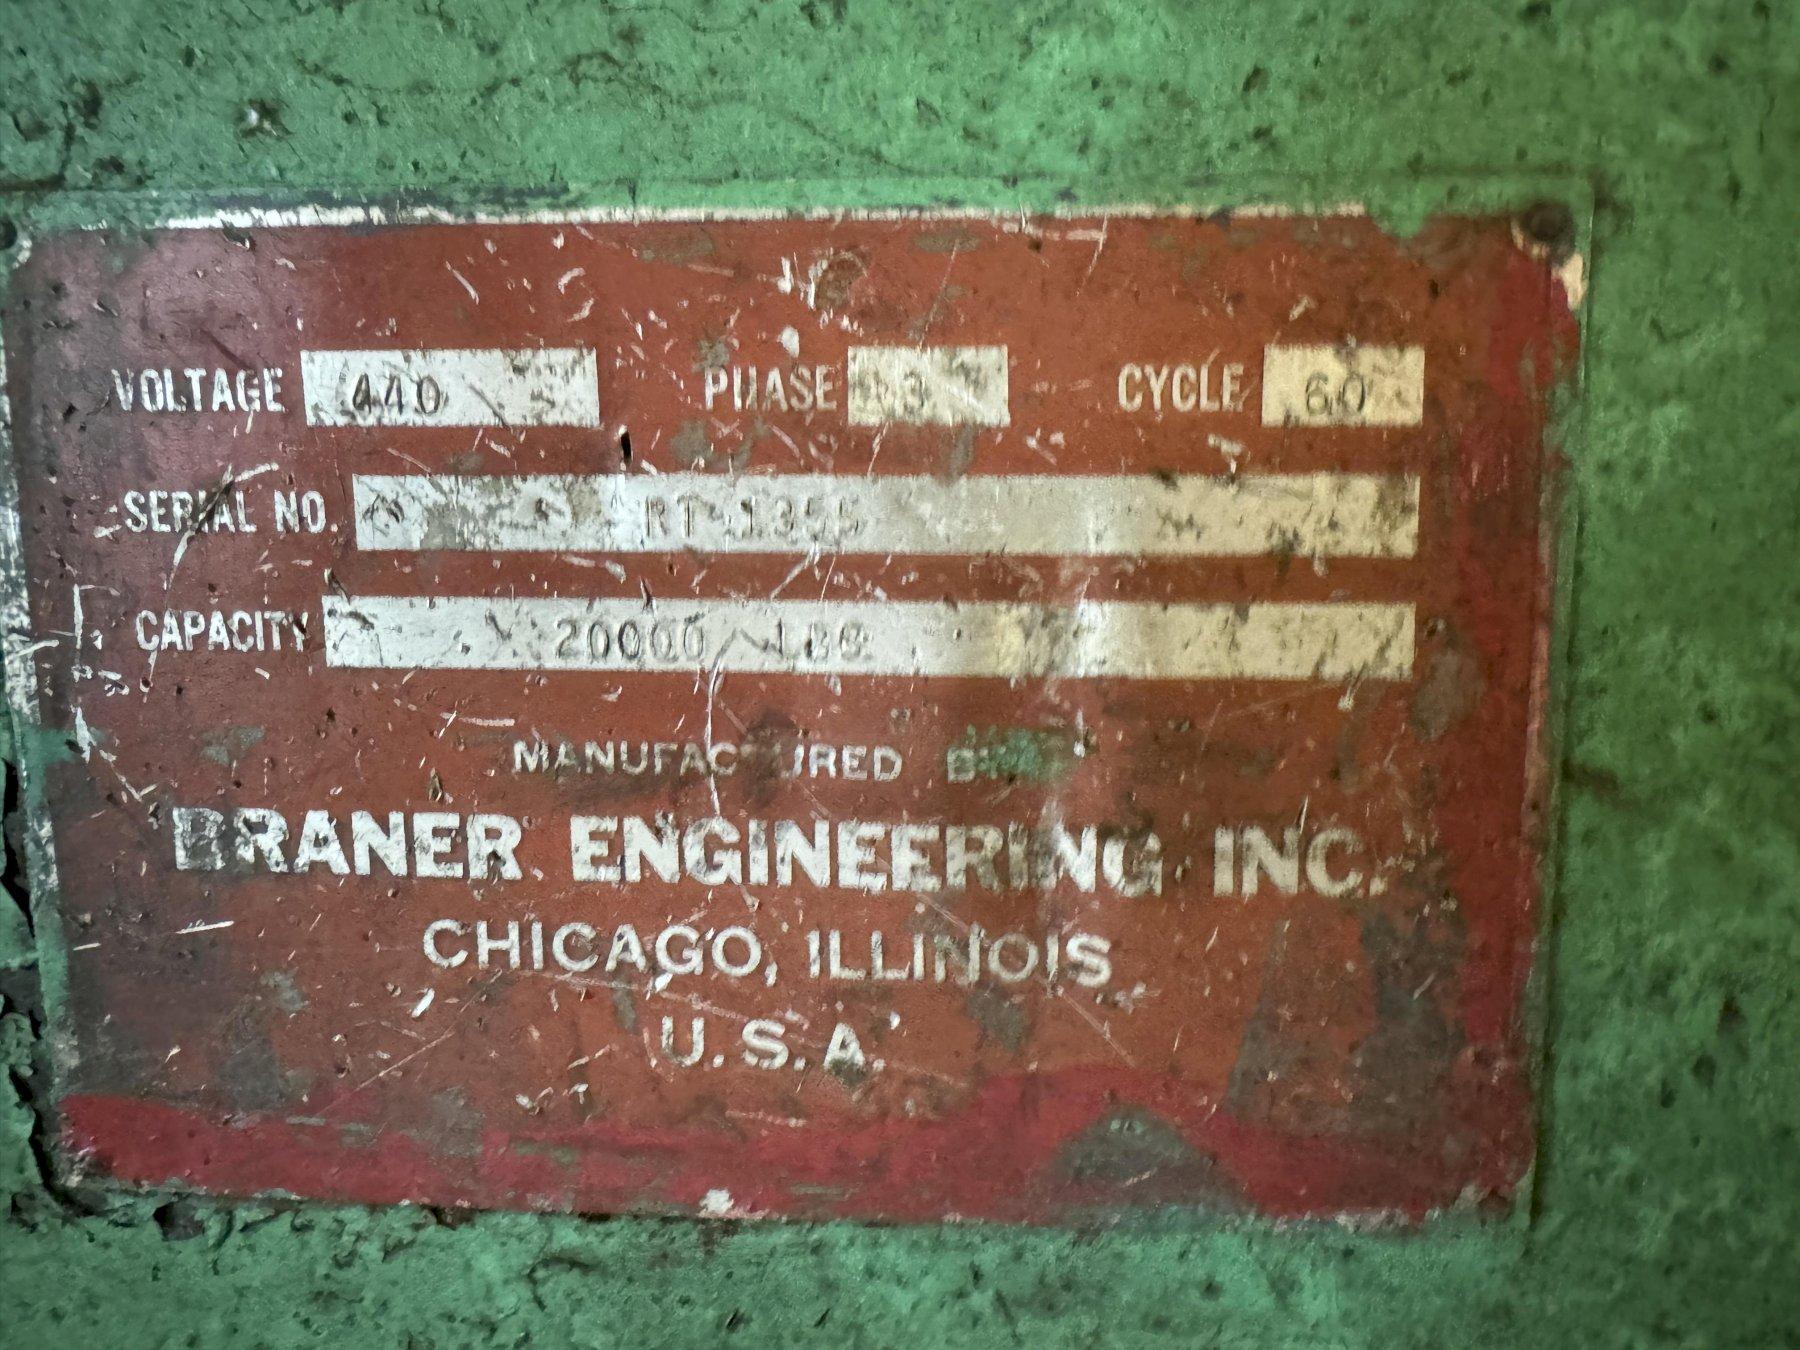 VOLTAGE 440 PHASE 3 CYCLE 60
SERIAL NO. RT-1355
CAPACITY 20000 LBS
MANUFACTURED BY
BRANER ENGINEERING, INC.
CHICAGO, ILLINOIS
U.S.A.